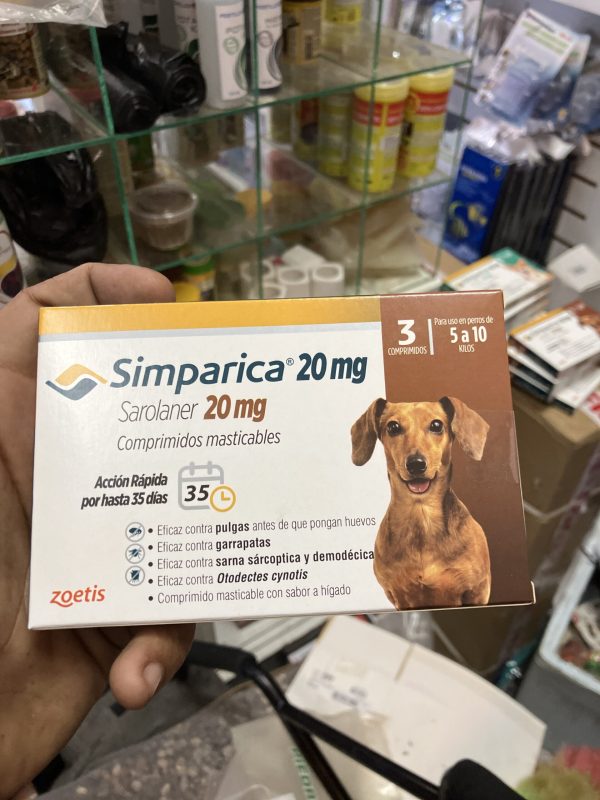 Simparica® 20 mg
Sarolaner 20 mg
Comprimidos masticables
3
COMPRIMIDOS
Para uso en perros de
5 a 10
KILOS
Acción Rápida
por hasta 35 días
35
• Eficaz contra pulgas antes de que pongan huevos
• Eficaz contra garrapatas
• Eficaz contra sarna sárcoptica y demodécica
• Eficaz contra Otodectes cynotis
• Comprimido masticable con sabor a hígado
zoetis